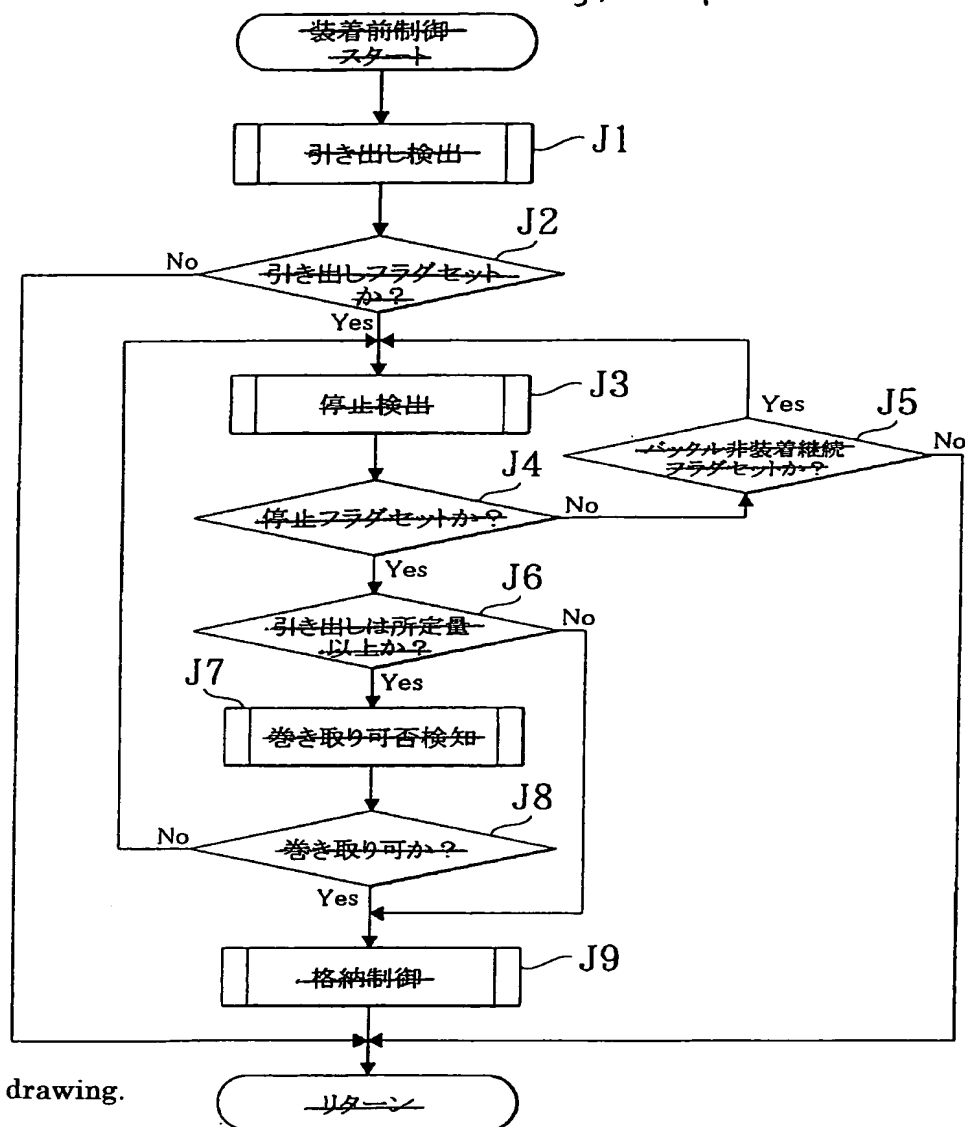 装着前制御
スタート
引き出し検出
J1
J2
No
引き出しフラグセット
か?
Yes
停止検出
J3
Yes
J5
No
バックル非装着継続
フラグセットか?
J4
停止フラグセットか?
No
Yes
J6
引き出しは所定量
以上か?
No
Yes
J7
巻き取り可否検知
J8
No
巻き取り可か?
Yes
格納制御
J9
drawing.
リターン